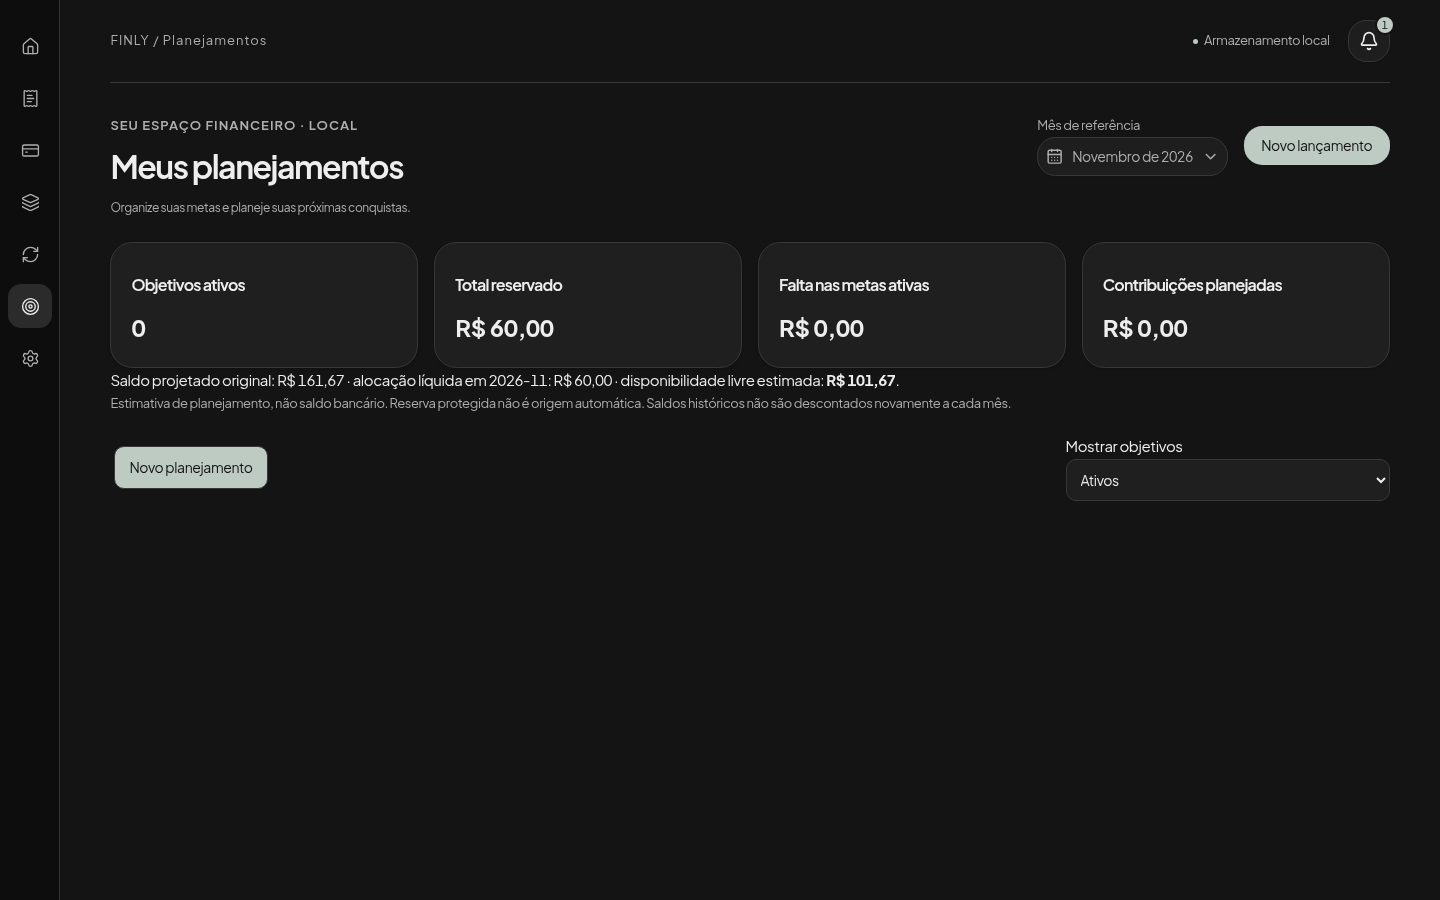 FINLY / Planejamentos
Armazenamento local
1
SEU ESPAÇO FINANCEIRO · LOCAL
Meus planejamentos
Organize suas metas e planeje suas próximas conquistas.
Mês de referência
Novembro de 2026
Novo lançamento
Objetivos ativos
0
Total reservado
R$ 60,00
Falta nas metas ativas
R$ 0,00
Contribuições planejadas
R$ 0,00
Saldo projetado original: R$ 161,67 · alocação líquida em 2026-11: R$ 60,00 · disponibilidade livre estimada: R$ 101,67.
Estimativa de planejamento, não saldo bancário. Reserva protegida não é origem automática. Saldos históricos não são descontados novamente a cada mês.
Novo planejamento
Mostrar objetivos
Ativos